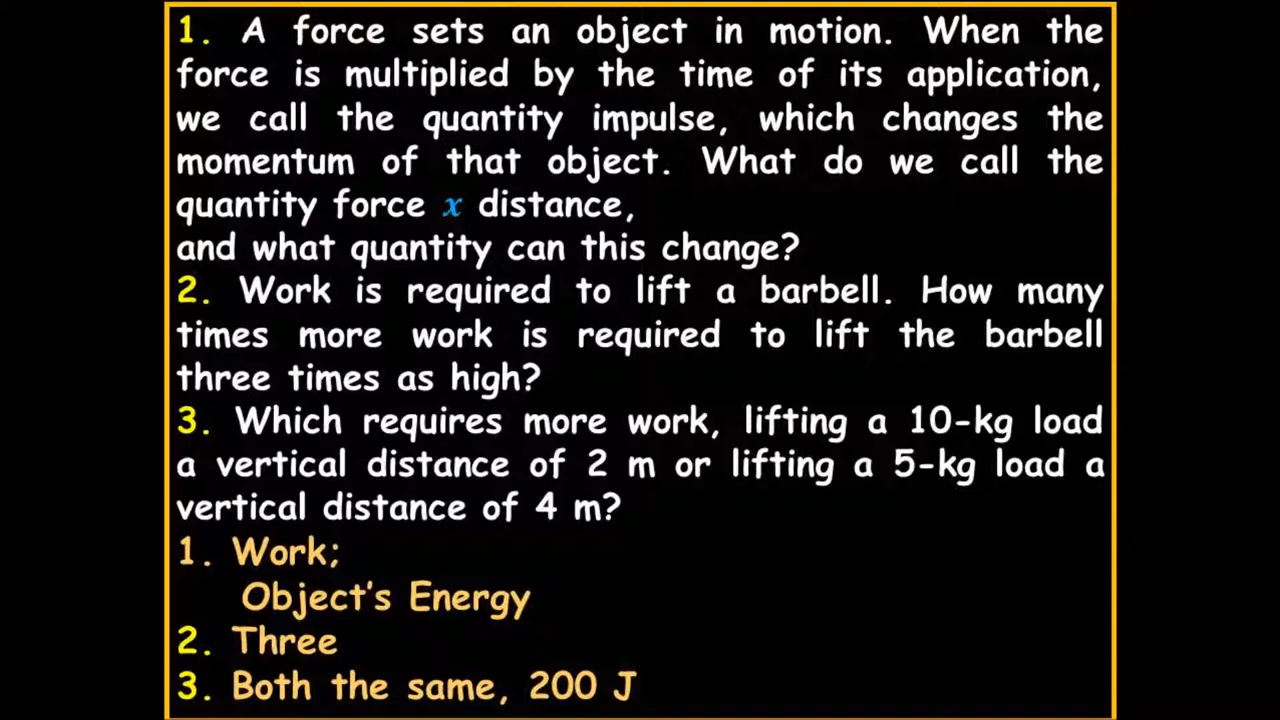 1. A force sets an object in motion. When the
force is multiplied by the time of its application,
we call the quantity impulse, which changes the
momentum of that object. What do we call the
quantity force x distance,
and what quantity can this change?
2. Work is required to lift a barbell. How many
times more work is required to lift the barbell
three times as high?
3. Which requires more work, lifting a 10-kg load
a vertical distance of 2 m or lifting a 5-kg load a
vertical distance of 4 m?
1. Work;
Object's Energy
2. Three
3. Both the same, 200 J